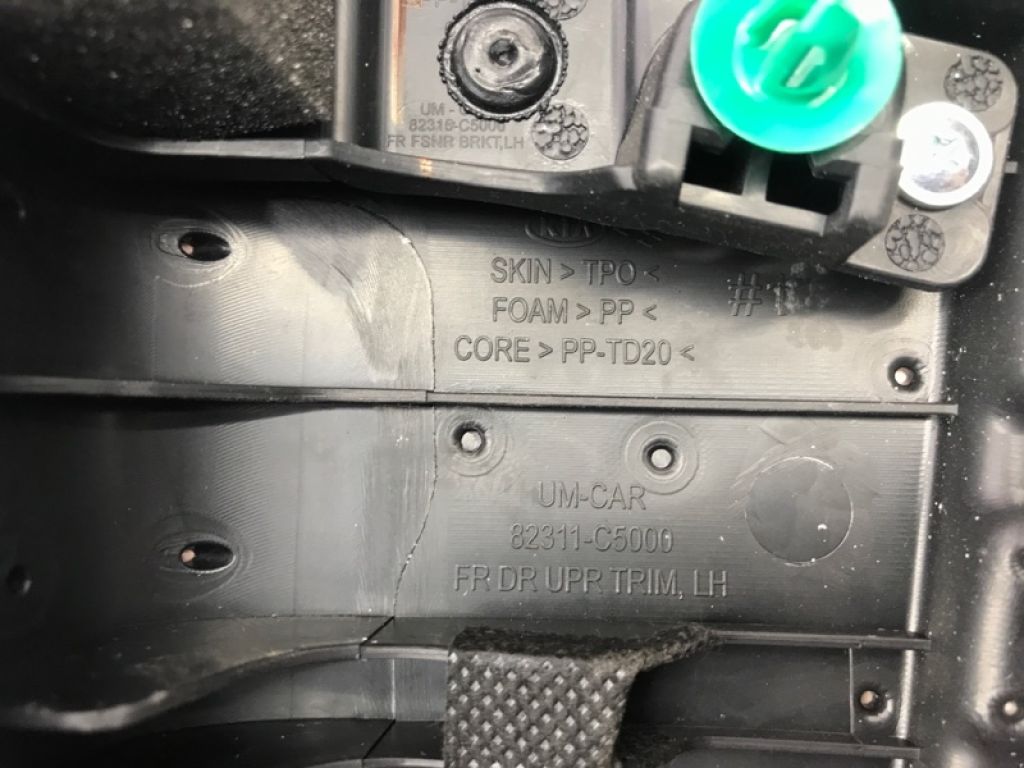 82315-C5000
FR FSNR BRKT,LH
KIA
SKIN > TPO <
FOAM > PP <
CORE > PP-TD20 <
UM-CAR
82311-C5000
FR DR UPR TRIM, LH